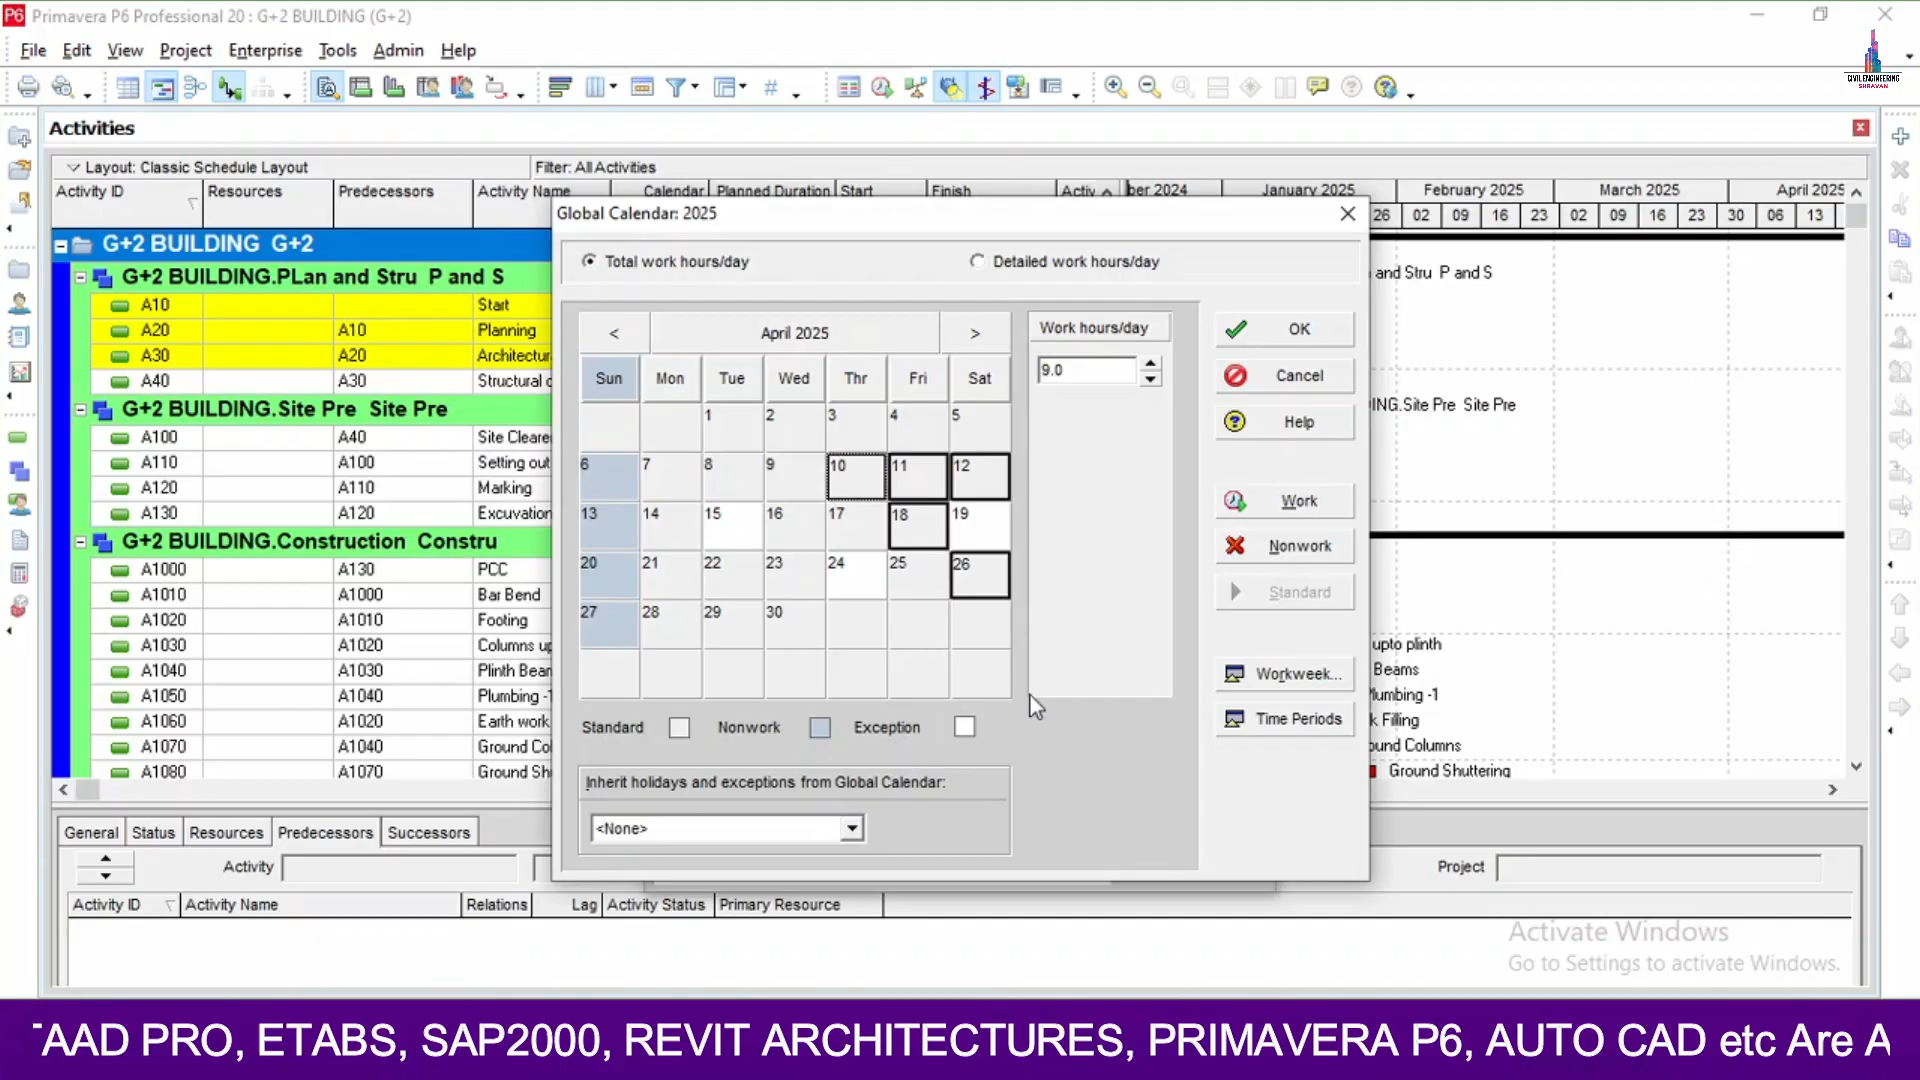 Primavera P6 Professional 20 : G+2 BUILDING (G+2)
File Edit View Project Enterprise Tools Admin Help
CIVIL ENGINEERING
SHRAVAN
Activities
Layout: Classic Schedule Layout
Filter: All Activities
Activity ID Resources Predecessors Activity Name Calendar Planned Duration Start Finish Activ
ber 2024 January 2025 February 2025 March 2025 April 2025
26 02 09 16 23 02 09 16 23 30 06 13
G+2 BUILDING G+2
G+2 BUILDING.PLan and Stru P and S
A10 Start
A20 A10 Planning
A30 A20 Architectur
A40 A30 Structural
G+2 BUILDING.Site Pre Site Pre
A100 A40 Site Cleare
A110 A100 Setting out
A120 A110 Marking
A130 A120 Excuvation
G+2 BUILDING.Construction Constru
A1000 A130 PCC
A1010 A1000 Bar Bend
A1020 A1010 Footing
A1030 A1020 Columns up
A1040 A1030 Plinth Bean
A1050 A1040 Plumbing -1
A1060 A1020 Earth work
A1070 A1040 Ground Co
A1080 A1070 Ground Sh
Global Calendar: 2025
Total work hours/day
Detailed work hours/day
< April 2025 >
Sun Mon Tue Wed Thr Fri Sat
1 2 3 4 5
6 7 8 9 10 11 12
13 14 15 16 17 18 19
20 21 22 23 24 25 26
27 28 29 30
Standard Nonwork Exception
Inherit holidays and exceptions from Global Calendar:
<None>
Work hours/day
9.0
OK
Cancel
Help
Work
Nonwork
Standard
Workweek...
Time Periods
and Stru P and S
ING.Site Pre Site Pre
upto plinth
Beams
lumbing -1
k Filling
ound Columns
Ground Shuttering
General Status Resources Predecessors Successors
Activity
Project
Activity ID Activity Name Relations Lag Activity Status Primary Resource
Activate Windows
Go to Settings to activate Windows.
TAAD PRO, ETABS, SAP2000, REVIT ARCHITECTURES, PRIMAVERA P6, AUTO CAD etc Are A